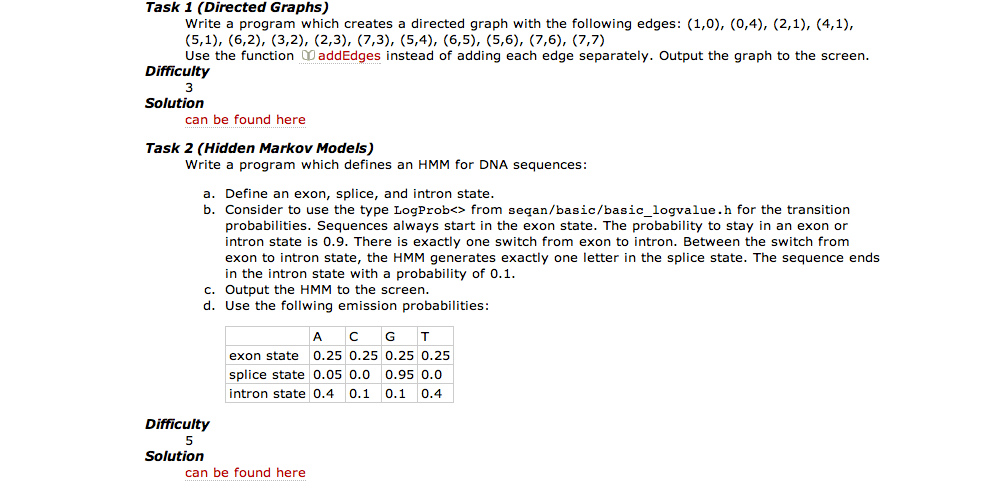 Task 1 (Directed Graphs)
Write a program which creates a directed graph with the following edges: (1,0), (0,4), (2,1), (4,1),
(5,1), (6,2), (3,2), (2,3), (7,3), (5,4), (6,5), (5,6), (7,6), (7,7)
Use the function addEdges instead of adding each edge separately. Output the graph to the screen.
Difficulty
3
Solution
can be found here
Task 2 (Hidden Markov Models)
Write a program which defines an HMM for DNA sequences:
a. Define an exon, splice, and intron state.
b. Consider to use the type LogProb<> from seqan/basic/basic_logvalue.h for the transition
probabilities. Sequences always start in the exon state. The probability to stay in an exon or
intron state is 0.9. There is exactly one switch from exon to intron. Between the switch from
exon to intron state, the HMM generates exactly one letter in the splice state. The sequence ends
in the intron state with a probability of 0.1.
c. Output the HMM to the screen.
d. Use the follwing emission probabilities:
A C G T
exon state 0.25 0.25 0.25 0.25
splice state 0.05 0.0 0.95 0.0
intron state 0.4 0.1 0.1 0.4
Difficulty
5
Solution
can be found here